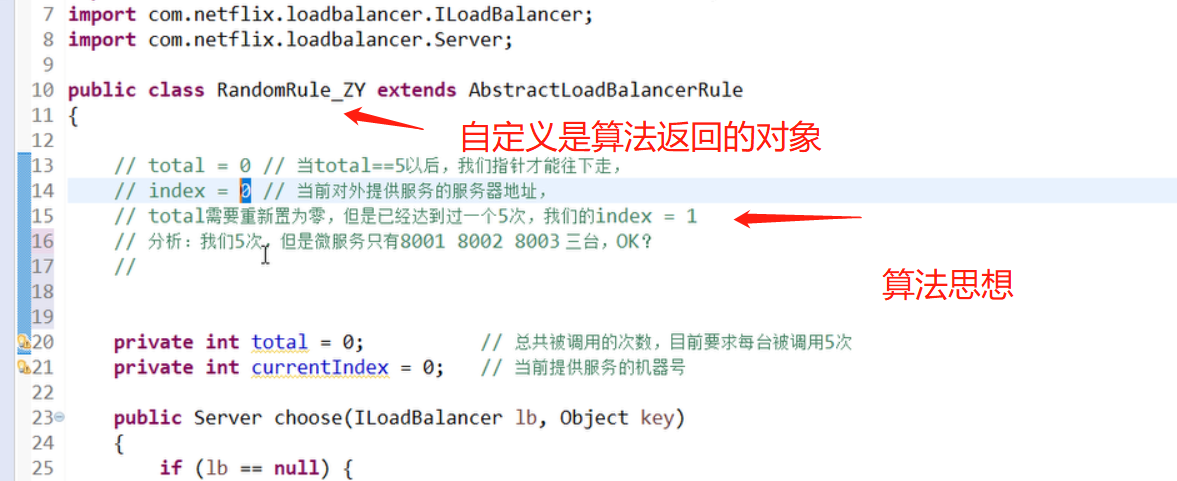 7 import com.netflix.loadbalancer.ILoadBalancer;
8 import com.netflix.loadbalancer.Server;
9
10 public class RandomRule_ZY extends AbstractLoadBalancerRule
11 {
自定义是算法返回的对象
12
13 // total = 0 // 当total==5以后，我们指针才能往下走，
14 // index = 0 // 当前对外提供服务的服务器地址，
15 // total需要重新置为零，但是已经达到过一个5次，我们的index = 1
16 // 分析：我们5次，但是微服务只有8001 8002 8003 三台，OK？
17 //
算法思想
18
19
20 private int total = 0; // 总共被调用的次数，目前要求每台被调用5次
21 private int currentIndex = 0; // 当前提供服务的机器号
22
23 public Server choose(ILoadBalancer lb, Object key)
24 {
25 if (lb == null) {